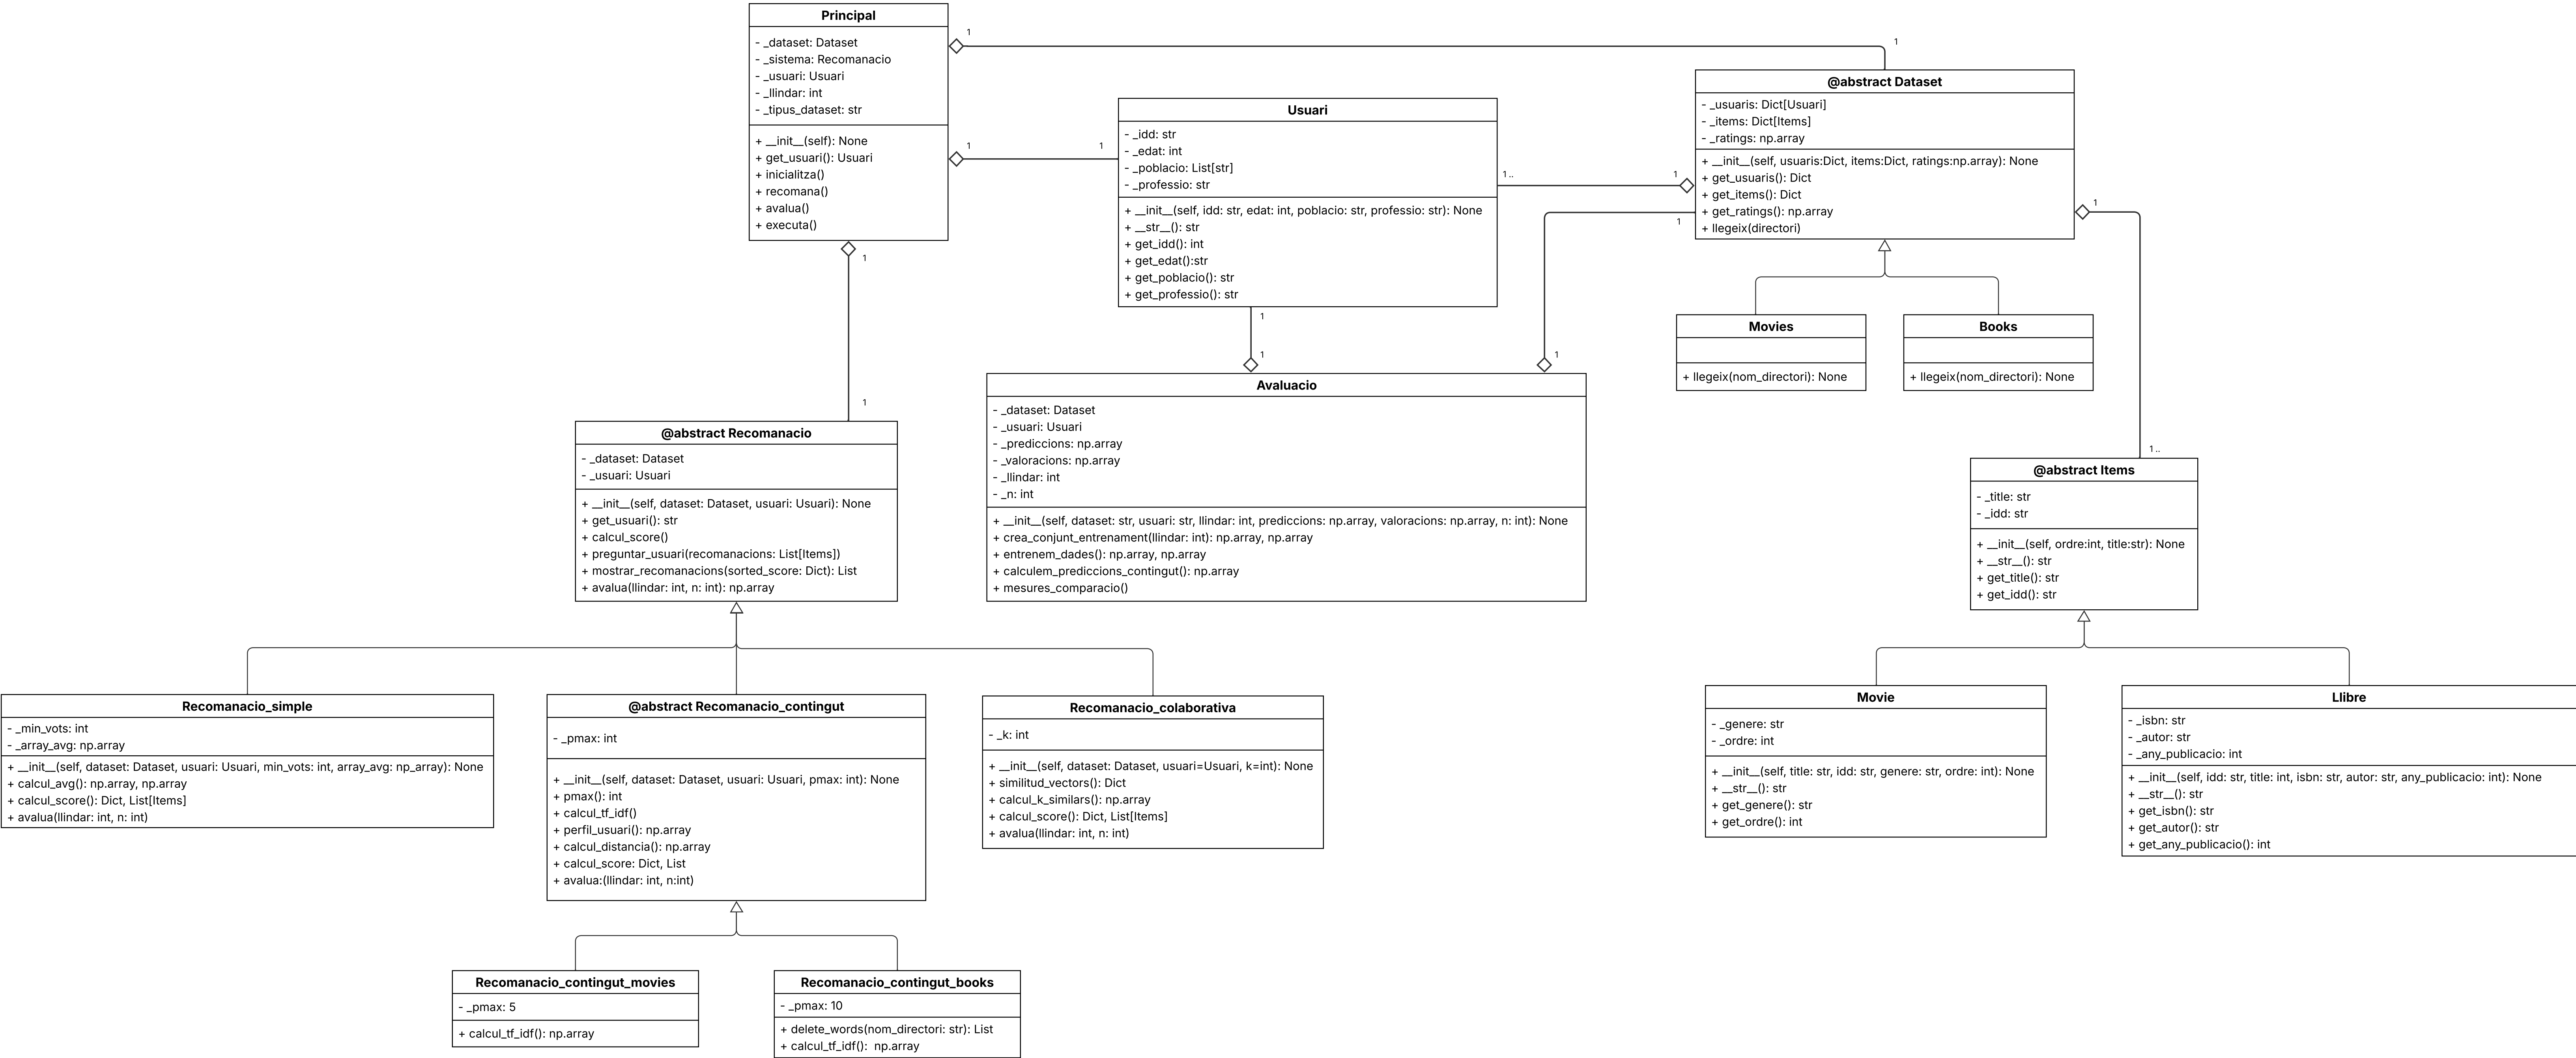 Principal
- _dataset: Dataset
- _sistema: Recomanacio
- _usuari: Usuari
- _llindar: int
- _tipus_dataset: str
+ __init__(self): None
+ get_usuari(): Usuari
+ inicialitza()
+ recomana()
+ avalua()
+ executa()
1
1
1
1
1
1
Usuari
- _idd: str
- _edat: int
- _poblacio: List[str]
- _professio: str
+ __init__(self, idd: str, edat: int, poblacio: str, professio: str): None
+ __str__(): str
+ get_idd(): int
+ get_edat():str
+ get_poblacio(): str
+ get_professio(): str
1..
1
1
1
1
1
@abstract Dataset
- _usuaris: Dict[Usuari]
- _items: Dict[Items]
- _ratings: np.array
+ __init__(self, usuaris:Dict, items:Dict, ratings:np.array): None
+ get_usuaris(): Dict
+ get_items(): Dict
+ get_ratings(): np.array
+ llegeix(directori)
1
1..
Movies
+ llegeix(nom_directori): None
Books
+ llegeix(nom_directori): None
Avaluacio
- _dataset: Dataset
- _usuari: Usuari
- _prediccions: np.array
- _valoracions: np.array
- _llindar: int
- _n: int
+ __init__(self, dataset: str, usuari: str, llindar: int, prediccions: np.array, valoracions: np.array, n: int): None
+ crea_conjunt_entrenament(llindar: int): np.array, np.array
+ entrenem_dades(): np.array, np.array
+ calculem_prediccions_contingut(): np.array
+ mesures_comparacio()
@abstract Recomanacio
- _dataset: Dataset
- _usuari: Usuari
+ __init__(self, dataset: Dataset, usuari: Usuari): None
+ get_usuari(): str
+ calcul_score()
+ preguntar_usuari(recomanacions: List[Items])
+ mostrar_recomanacions(sorted_score: Dict): List
+ avalua(llindar: int, n: int): np.array
@abstract Items
- _title: str
- _idd: str
+ __init__(self, ordre:int, title:str): None
+ __str__(): str
+ get_title(): str
+ get_idd(): str
Recomanacio_simple
- _min_vots: int
- _array_avg: np.array
+ __init__(self, dataset: Dataset, usuari: Usuari, min_vots: int, array_avg: np_array): None
+ calcul_avg(): np.array, np.array
+ calcul_score(): Dict, List[Items]
+ avalua(llindar: int, n: int)
@abstract Recomanacio_contingut
- _pmax: int
+ __init__(self, dataset: Dataset, usuari: Usuari, pmax: int): None
+ pmax(): int
+ calcul_tf_idf()
+ perfil_usuari(): np.array
+ calcul_distancia(): np.array
+ calcul_score: Dict, List
+ avalua:(llindar: int, n:int)
Recomanacio_colaborativa
- _k: int
+ __init__(self, dataset: Dataset, usuari=Usuari, k=int): None
+ similitud_vectors(): Dict
+ calcul_k_similars(): np.array
+ calcul_score(): Dict, List[Items]
+ avalua(llindar: int, n: int)
Movie
- _genere: str
- _ordre: int
+ __init__(self, title: str, idd: str, genere: str, ordre: int): None
+ __str__(): str
+ get_genere(): str
+ get_ordre(): int
Llibre
- _isbn: str
- _autor: str
- _any_publicacio: int
+ __init__(self, idd: str, title: int, isbn: str, autor: str, any_publicacio: int): None
+ __str__(): str
+ get_isbn(): str
+ get_autor(): str
+ get_any_publicacio(): int
Recomanacio_contingut_movies
- _pmax: 5
+ calcul_tf_idf(): np.array
Recomanacio_contingut_books
- _pmax: 10
+ delete_words(nom_directori: str): List
+ calcul_tf_idf(): np.array